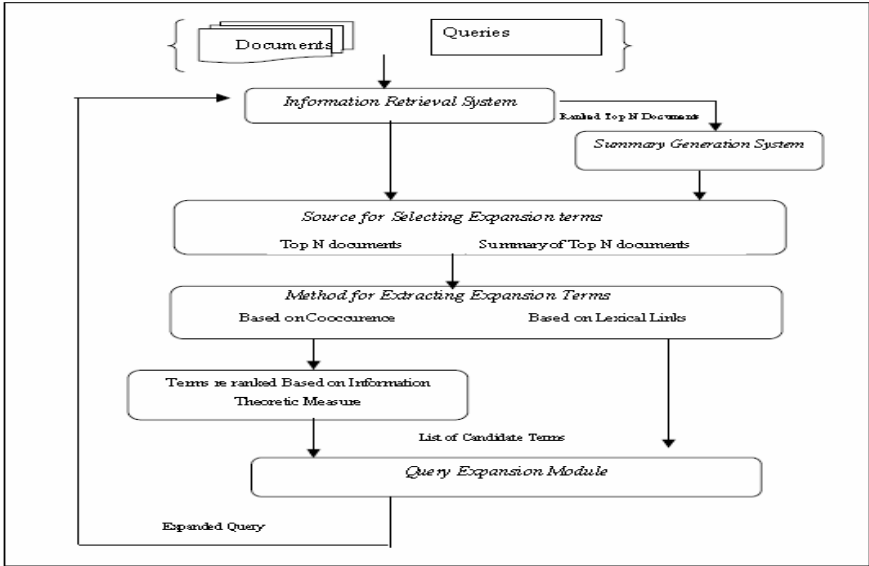 Documents
Queries
Information Retrieval System
Ranked Top N Documents
Summary Generation System
Source for Selecting Expansion terms
Top N documents
Summary of Top N documents
Method for Extracting Expansion Terms
Based on Cooccurence
Based on Lexical Links
Terms re ranked Based on Information
Theoretic Measure
List of Candidate Terms
Query Expansion Module
Expanded Query